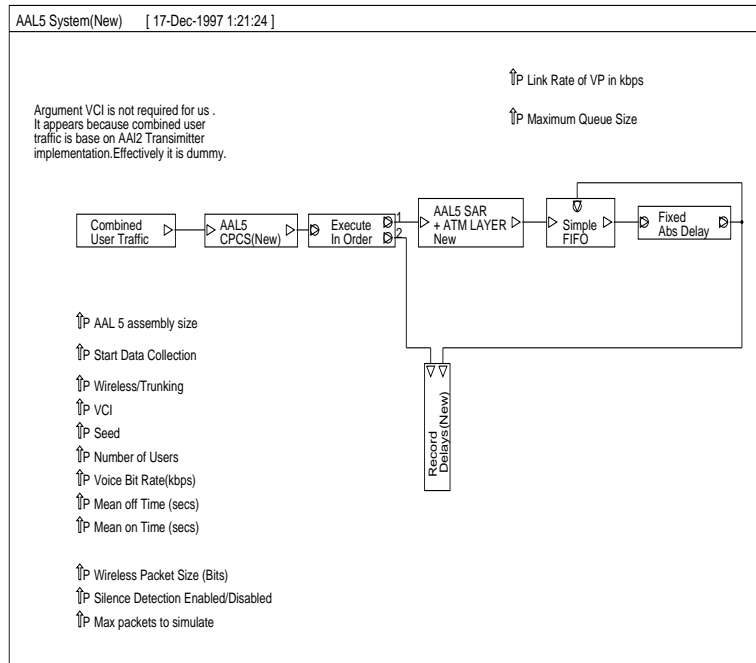 AAL5 System(New) [ 17-Dec-1997 1:21:24 ]
⇑P Link Rate of VP in kbps
⇑P Maximum Queue Size
Argument VCI is not required for us .
It appears because combined user
traffic is base on AAl2 Transimitter
implementation.Effectively it is dummy.
Combined
User Traffic
AAL5
CPCS(New)
Execute
In Order
1
2
AAL5 SAR
+ ATM LAYER
New
Simple
FIFO
Fixed
Abs Delay
Record
Delays(New)
⇑P AAL 5 assembly size
⇑P Start Data Collection
⇑P Wireless/Trunking
⇑P VCI
⇑P Seed
⇑P Number of Users
⇑P Voice Bit Rate(kbps)
⇑P Mean off Time (secs)
⇑P Mean on Time (secs)
⇑P Wireless Packet Size (Bits)
⇑P Silence Detection Enabled/Disabled
⇑P Max packets to simulate